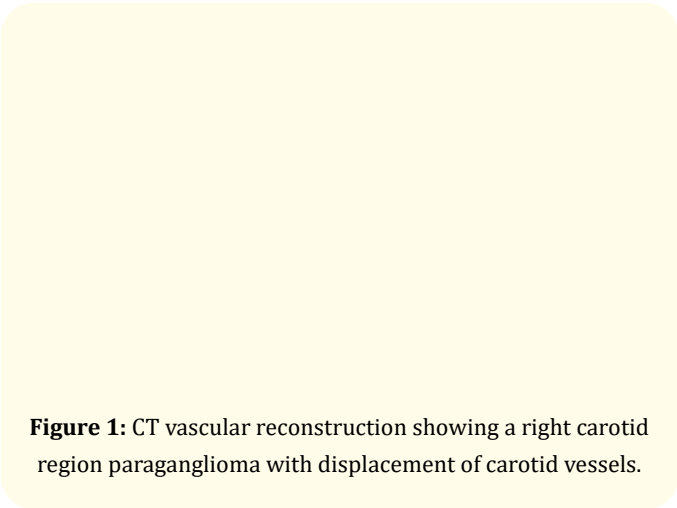 Figure 1: CT vascular reconstruction showing a right carotid
region paraganglioma with displacement of carotid vessels.